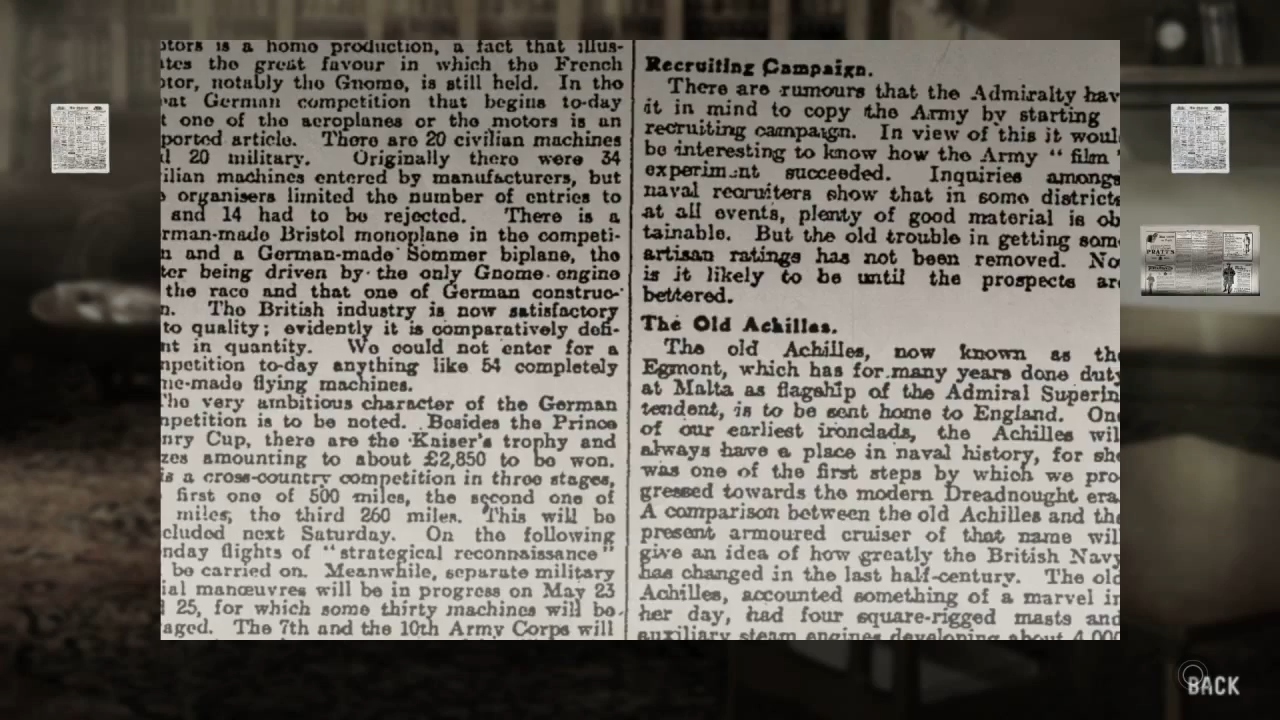 otors is a home production, a fact that illus-
tes the great favour in which the French
otor, notably the Gnome, is still held. In the
at German competition that begins to-day
t one of the aeroplanes or the motors is an
ported article. There are 20 civilian machines
d 20 military. Originally there were 34
ilian machines entered by manufacturers, but
organisers limited the number of entries to
and 14 had to be rejected. There is a
rman-made Bristol monoplane in the competi-
n and a German-made Sommer biplane, the
ter being driven by the only Gnome engine
the race and that one of German construc-
n. The British industry is now satisfactory
to quality; evidently it is comparatively defi-
nt in quantity. We could not enter for a
mpetition to-day anything like 54 completely
me-made flying machines.
The very ambitious character of the German
mpetition is to be noted. Besides the Prince
nry Cup, there are the Kaiser's trophy and
zes amounting to about £2,850 to be won.
is a cross-country competition in three stages,
first one of 500 miles, the second one of
miles, the third 260 miles. This will be
cluded next Saturday. On the following
nday flights of "strategical reconnaissance"
be carried on. Meanwhile, separate military
ial manœuvres will be in progress on May 23
d 25, for which some thirty machines will be
aged. The 7th and the 10th Army Corps will
Recruiting Campaign.
There are rumours that the Admiralty hav
it in mind to copy the Army by starting
recruiting campaign. In view of this it woul
be interesting to know how the Army "film"
experiment succeeded. Inquiries amongs
naval recruiters show that in some districts
at all events, plenty of good material is ob
tainable. But the old trouble in getting som
artisan ratings has not been removed. No
is it likely to be until the prospects are
bettered.
The Old Achilles.
The old Achilles, now known as the
Egmont, which has for many years done duty
at Malta as flagship of the Admiral Superin
tendent, is to be sent home to England. One
of our earliest ironclads, the Achilles wil
always have a place in naval history, for she
was one of the first steps by which we pro
gressed towards the modern Dreadnought era.
A comparison between the old Achilles and the
present armoured cruiser of that name wil
give an idea of how greatly the British Navy
has changed in the last half-century. The old
Achilles, accounted something of a marvel in
her day, had four square-rigged masts and
auxiliary steam engines developing about 4,000
BACK